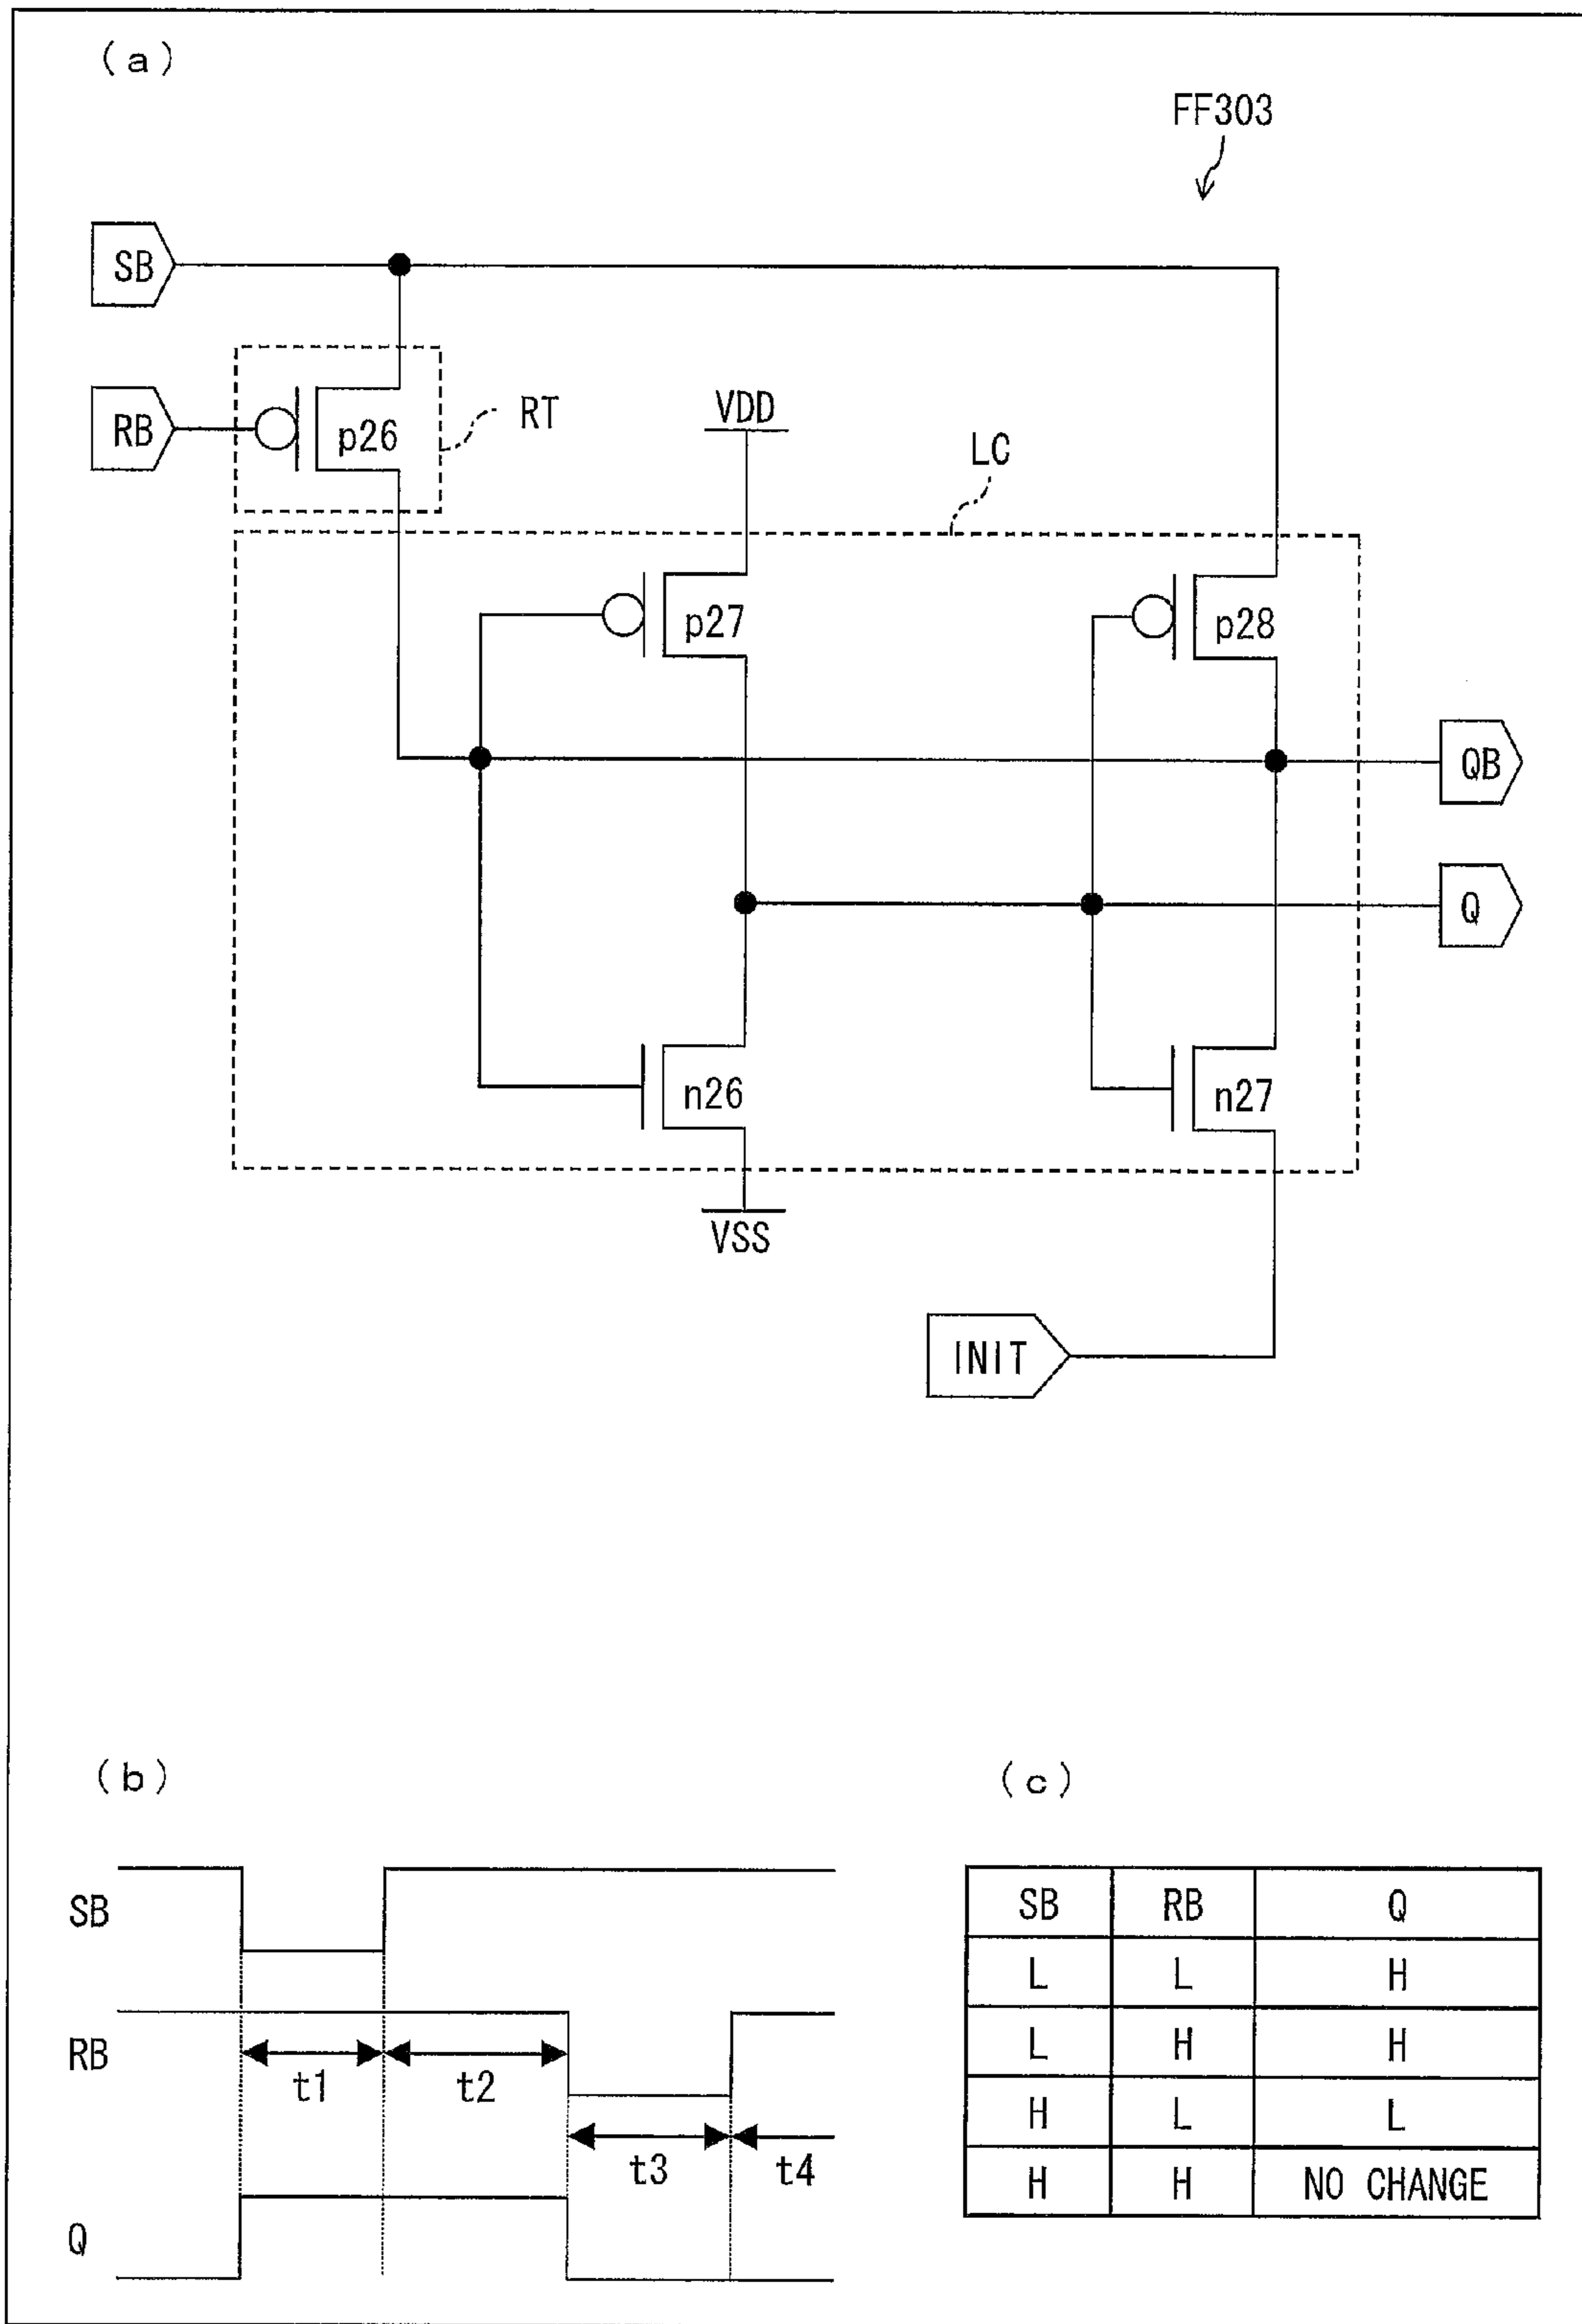 (a)
FF303
SB
RB
p26
RT
VDD
LC
p27
p28
QB
Q
n26
n27
VSS
INIT
(b)
SB
RB
t1
t2
t3
t4
Q
(c)
SB RB Q
L L H
L H H
H L L
H H NO CHANGE